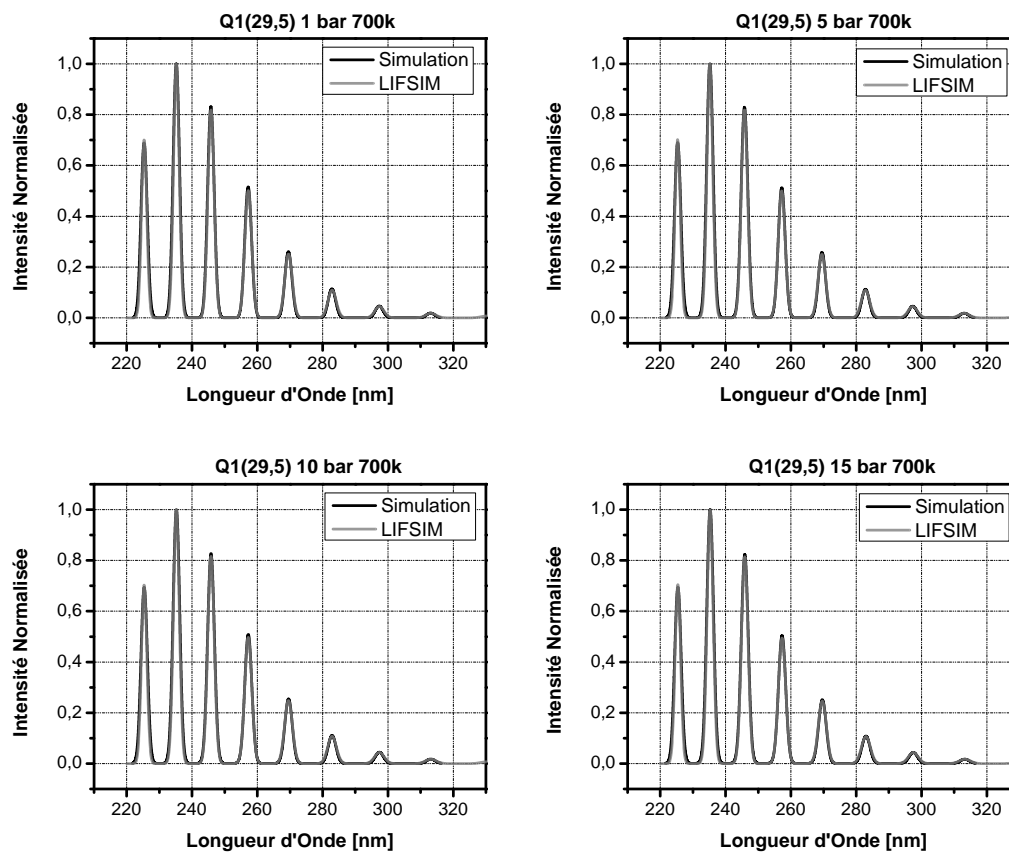 Q1(29,5) 1 bar 700k
Intensité Normalisée
1,0
0,8
0,6
0,4
0,2
0,0
Simulation
LIFSIM
220 240 260 280 300 320
Longueur d'Onde [nm]
Q1(29,5) 5 bar 700k
Intensité Normalisée
1,0
0,8
0,6
0,4
0,2
0,0
Simulation
LIFSIM
220 240 260 280 300 320
Longueur d'Onde [nm]
Q1(29,5) 10 bar 700k
Intensité Normalisée
1,0
0,8
0,6
0,4
0,2
0,0
Simulation
LIFSIM
220 240 260 280 300 320
Longueur d'Onde [nm]
Q1(29,5) 15 bar 700k
Intensité Normalisée
1,0
0,8
0,6
0,4
0,2
0,0
Simulation
LIFSIM
220 240 260 280 300 320
Longueur d'Onde [nm]